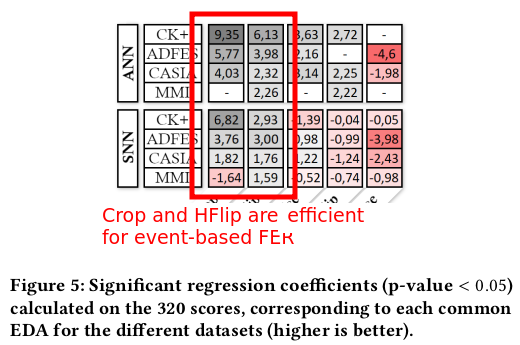 ANN
CK+ 9,35 6,13 3,63 2,72 -
ADFES 5,77 3,98 2,16 - -4,6
CASIA 4,03 2,32 3,14 2,25 -1,98
MMI - 2,26 - 2,22 -
SNN
CK+ 6,82 2,93 -1,39 -0,04 -0,05
ADFES 3,76 3,00 -0,99 -3,98
CASIA 1,82 1,76 -1,24 -2,43
MMI -1,64 1,59 -0,52 -0,74 -0,98
Crop and HFlip are efficient
for event-based FER
Figure 5: Significant regression coefficients (p-value < 0.05)
calculated on the 320 scores, corresponding to each common
EDA for the different datasets (higher is better).